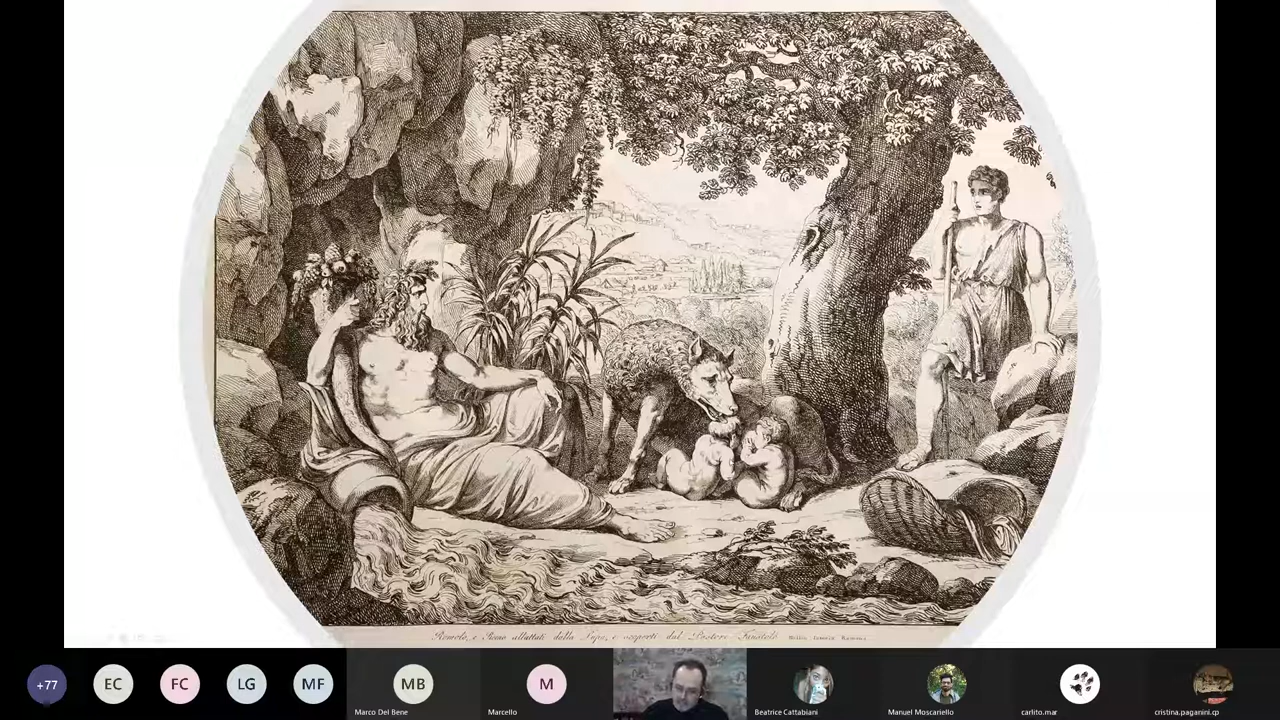 Romolo, e Remo allattati della Lupa, e scoperti dal Pastore Faustolo
+77
EC
FC
LG
MF
MB
M
Marco Del Bene
Marcello
Beatrice Cattabiani
Manuel Moscariello
carlito.mar
cristina.paganini.cp